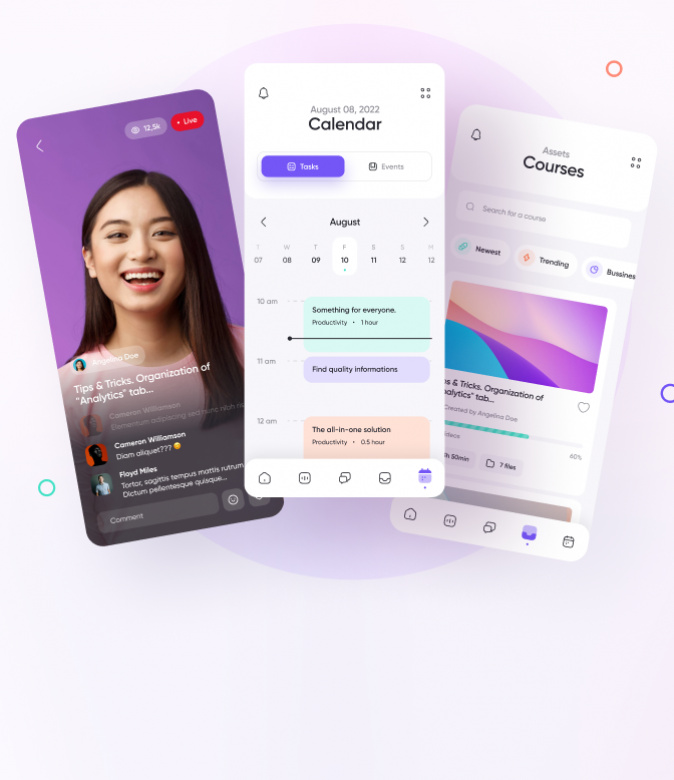 12,5k
Live
Angelina Doe
Tips & Tricks. Organization of
"Analytics" tab...
Cameron Williamson
Elementum adipiscing sed nunc nibh
Cameron Williamson
Diam aliquet???
Floyd Miles
Tortor, sagittis tempus mattis rutrum
Dictum pellentesque quisque...
Comment
August 08, 2022
Calendar
Tasks
Events
August
T W T F S S M
07 08 09 10 11 12 12
10 am
Something for everyone.
Productivity • 1 hour
11 am
Find quality informations
12 am
The all-in-one solution
Productivity • 0.5 hour
Assets
Courses
Search for a course
Newest
Trending
Bussines
s & Tricks. Organization of
nalytics" tab...
Created by Angelina Doe
ideos
60%
h 50min
7 files